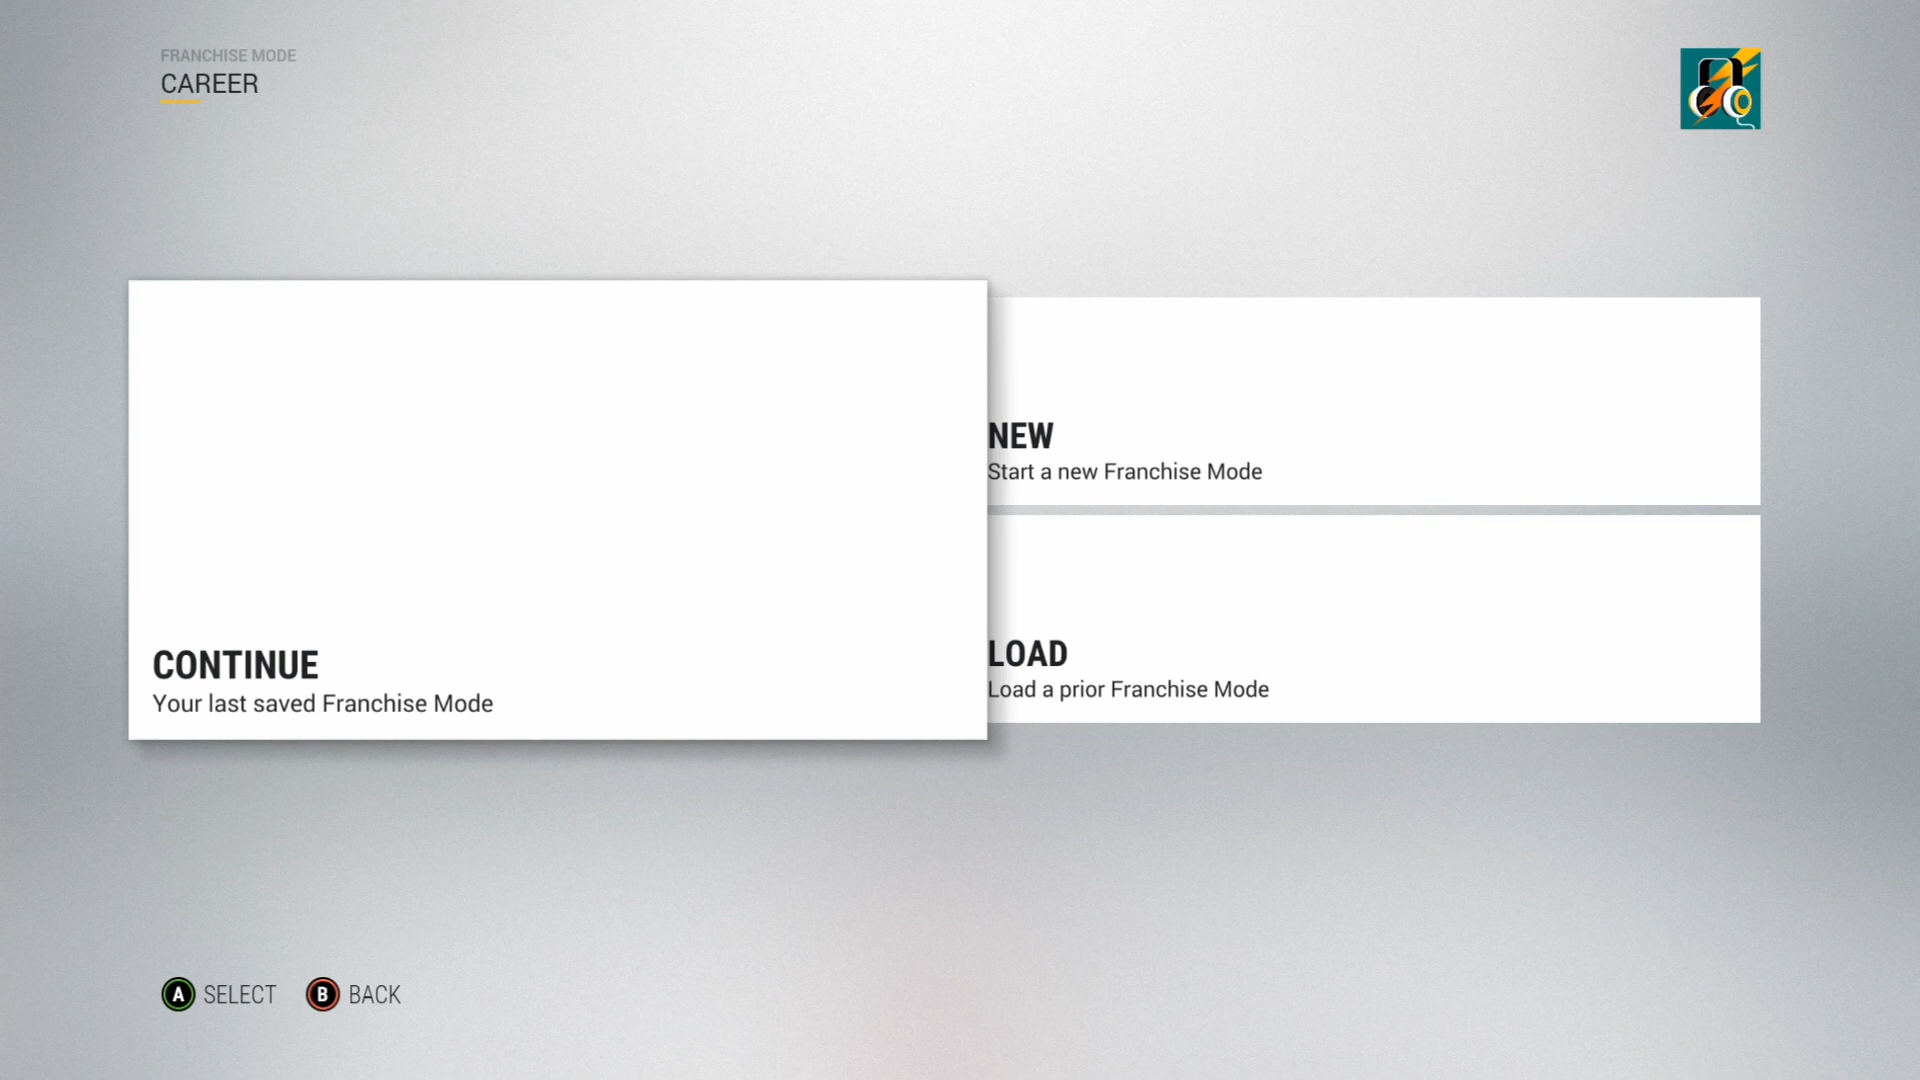 FRANCHISE MODE
CAREER
CONTINUE
Your last saved Franchise Mode
NEW
Start a new Franchise Mode
LOAD
Load a prior Franchise Mode
A SELECT B BACK